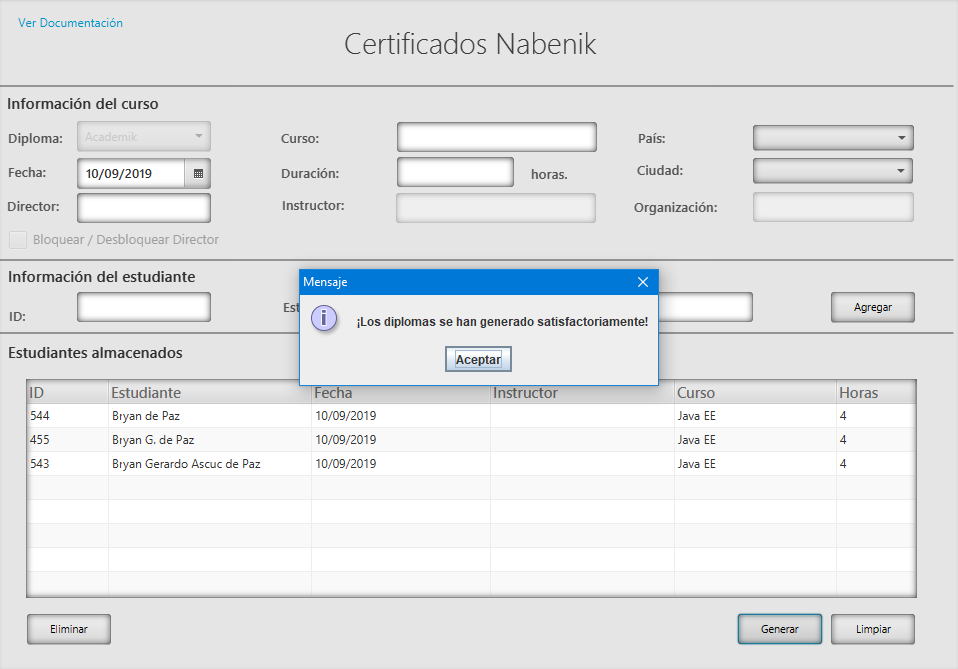 Ver Documentación
Certificados Nabenik
Información del curso
Diploma: Academik Curso: País:
Fecha: 10/09/2019 Duración: horas. Ciudad:
Director: Instructor: Organización:
Bloquear / Desbloquear Director
Información del estudiante
Mensaje
ID: Agregar
¡Los diplomas se han generado satisfactoriamente!
Aceptar
Estudiantes almacenados
ID Estudiante Fecha Instructor Curso Horas
544 Bryan de Paz 10/09/2019 Java EE 4
455 Bryan G. de Paz 10/09/2019 Java EE 4
543 Bryan Gerardo Ascuc de Paz 10/09/2019 Java EE 4
Eliminar Generar Limpiar